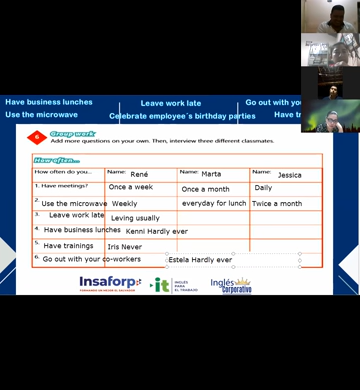 Have business lunches
Leave work late
Go out with you
Use the microwave
Celebrate employee´s birthday parties
Have tr
6
Group work
Add more questions on your own. Then, interview three different classmates.
How often...
How often do you... Name: René Name: Marta Name: Jessica
1. Have meetings? Once a week Once a month Daily
2. Use the microwave Weekly everyday for lunch Twice a month
3. Leave work late Leving usually
4. Have business lunches Kenni Hardly ever
5. Have trainings Iris Never
6. Go out with your co-workers Estela Hardly ever
Insaforp
it
INGLÉS PARA EL TRABAJO
Inglés Corporativo